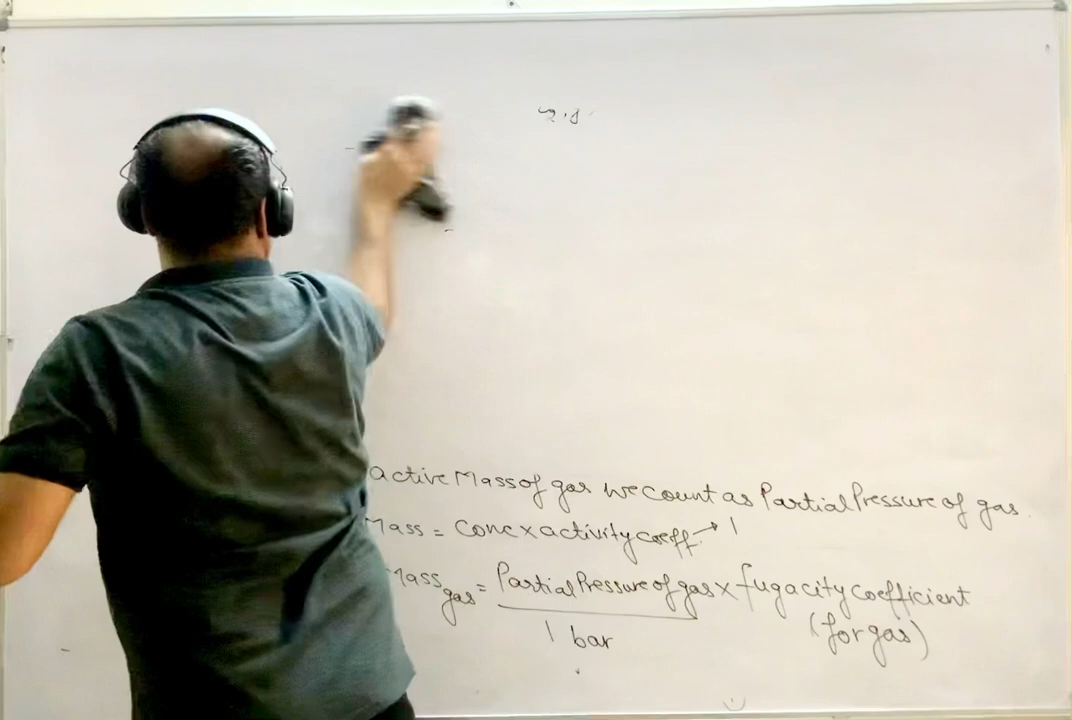 active Mass of gas we count as Partial Pressure of gas
Mass = Conc x activity coeff → 1
Mass gas = Partial Pressure of gas x fugacity coefficient
1 bar (for gas)